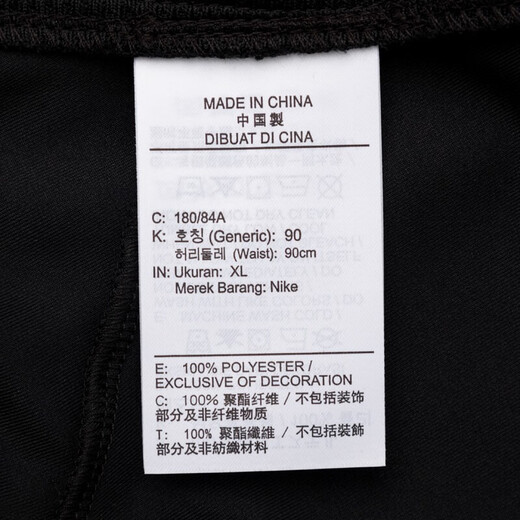 MADE IN CHINA
中国製
DIBUAT DI CINA
C: 180/84A
K: 호칭 (Generic): 90
허리둘레 (Waist): 90cm
IN: Ukuran: XL
Merek Barang: Nike
E: 100% POLYESTER /
EXCLUSIVE OF DECORATION
C: 100% 聚酯纤维 / 不包括装饰
部分及非纤维物质
T: 100% 聚酯纖維 / 不包括裝飾
部分及非紡織材料